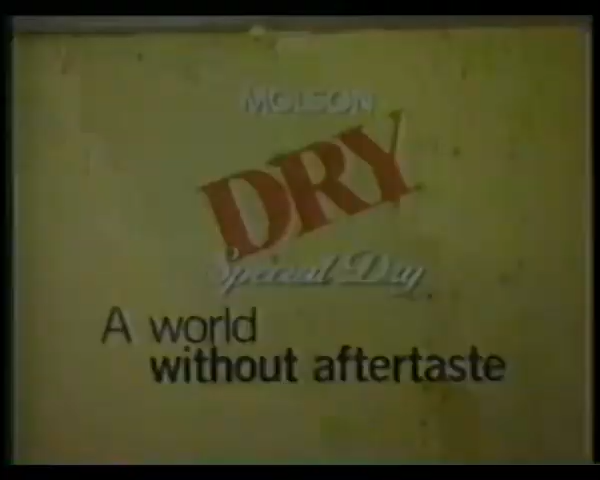 MOLSON
DRY
Special Dry
A world
without aftertaste